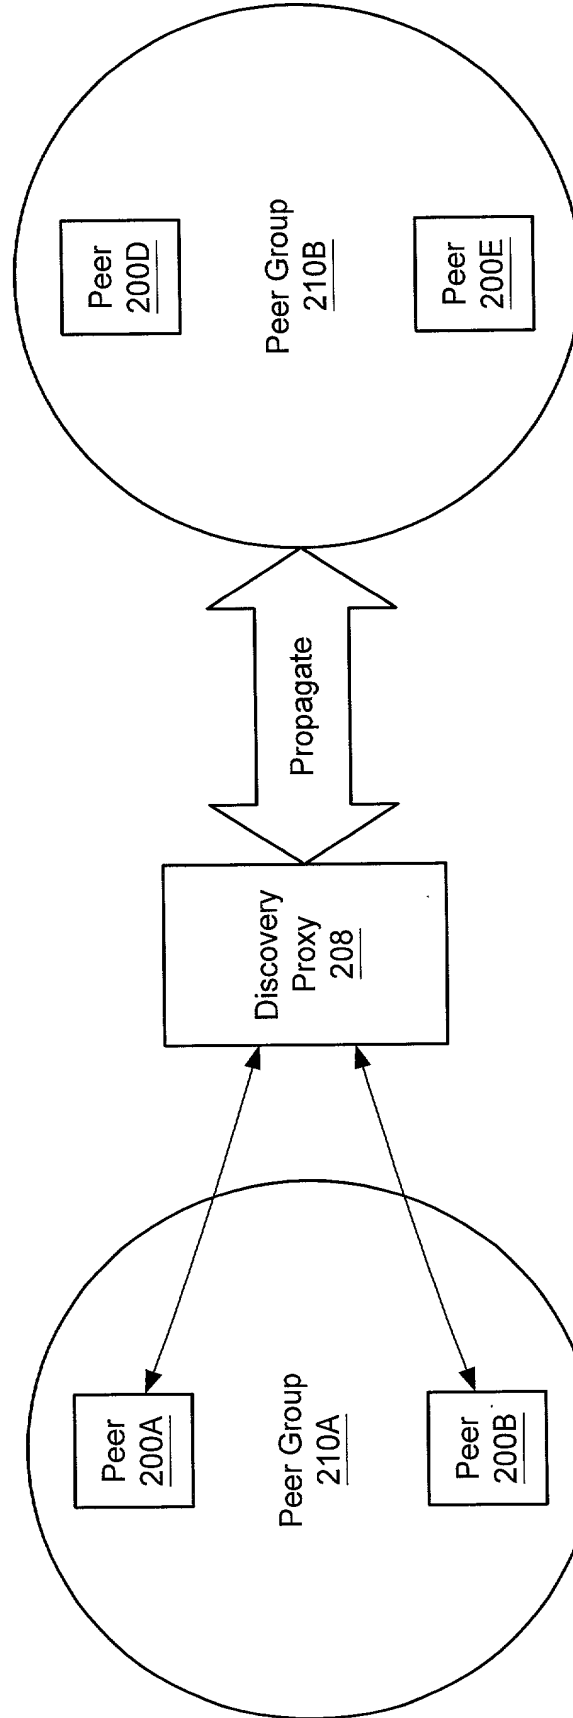 Peer
200A
Peer Group
210A
Peer
200B
Discovery
Proxy
208
Propagate
Peer
200D
Peer Group
210B
Peer
200E